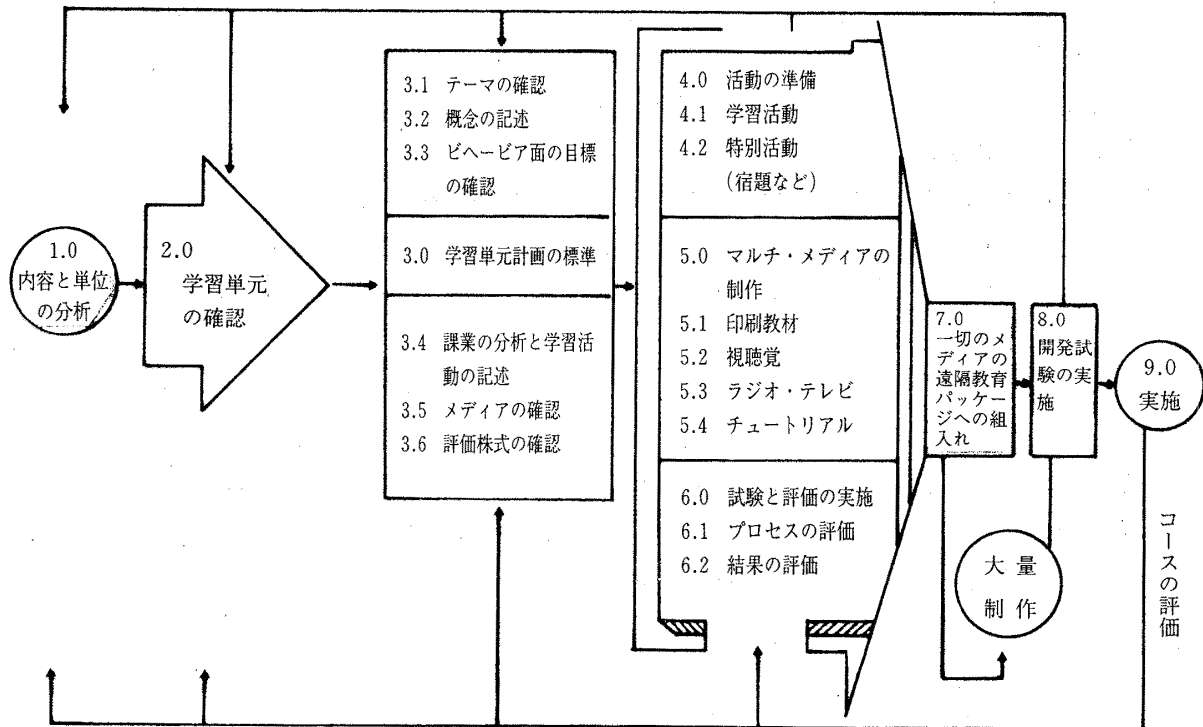 1.0
内容と単位
の分析
2.0
学習単元
の確認
3.1 テーマの確認
3.2 概念の記述
3.3 ビヘービア面の目標
の確認
3.0 学習単元計画の標準
3.4 課業の分析と学習活
動の記述
3.5 メディアの確認
3.6 評価株式の確認
4.0 活動の準備
4.1 学習活動
4.2 特別活動
(宿題など)
5.0 マルチ・メディアの
制作
5.1 印刷教材
5.2 視聴覚
5.3 ラジオ・テレビ
5.4 チュートリアル
6.0 試験と評価の実施
6.1 プロセスの評価
6.2 結果の評価
7.0
一切のメ
ディアの
遠隔教育
パッケー
ジへの組
入れ
8.0
開発試
験の実
施
9.0
実施
大量
制作
コースの評価